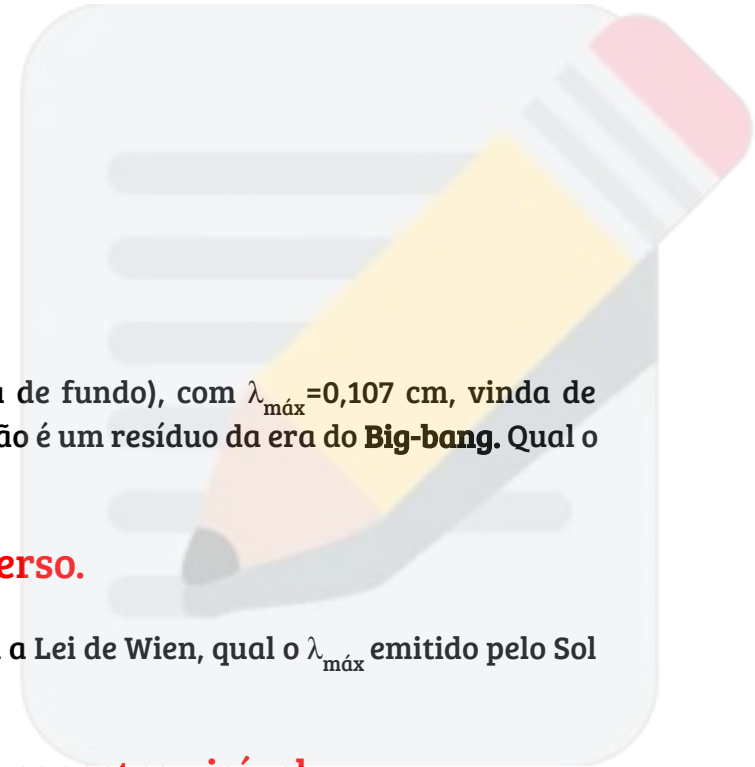 de fundo), com λmáx=0,107 cm, vinda de
é um resíduo da era do Big-bang. Qual o
erso.
a Lei de Wien, qual o λmáx emitido pelo Sol